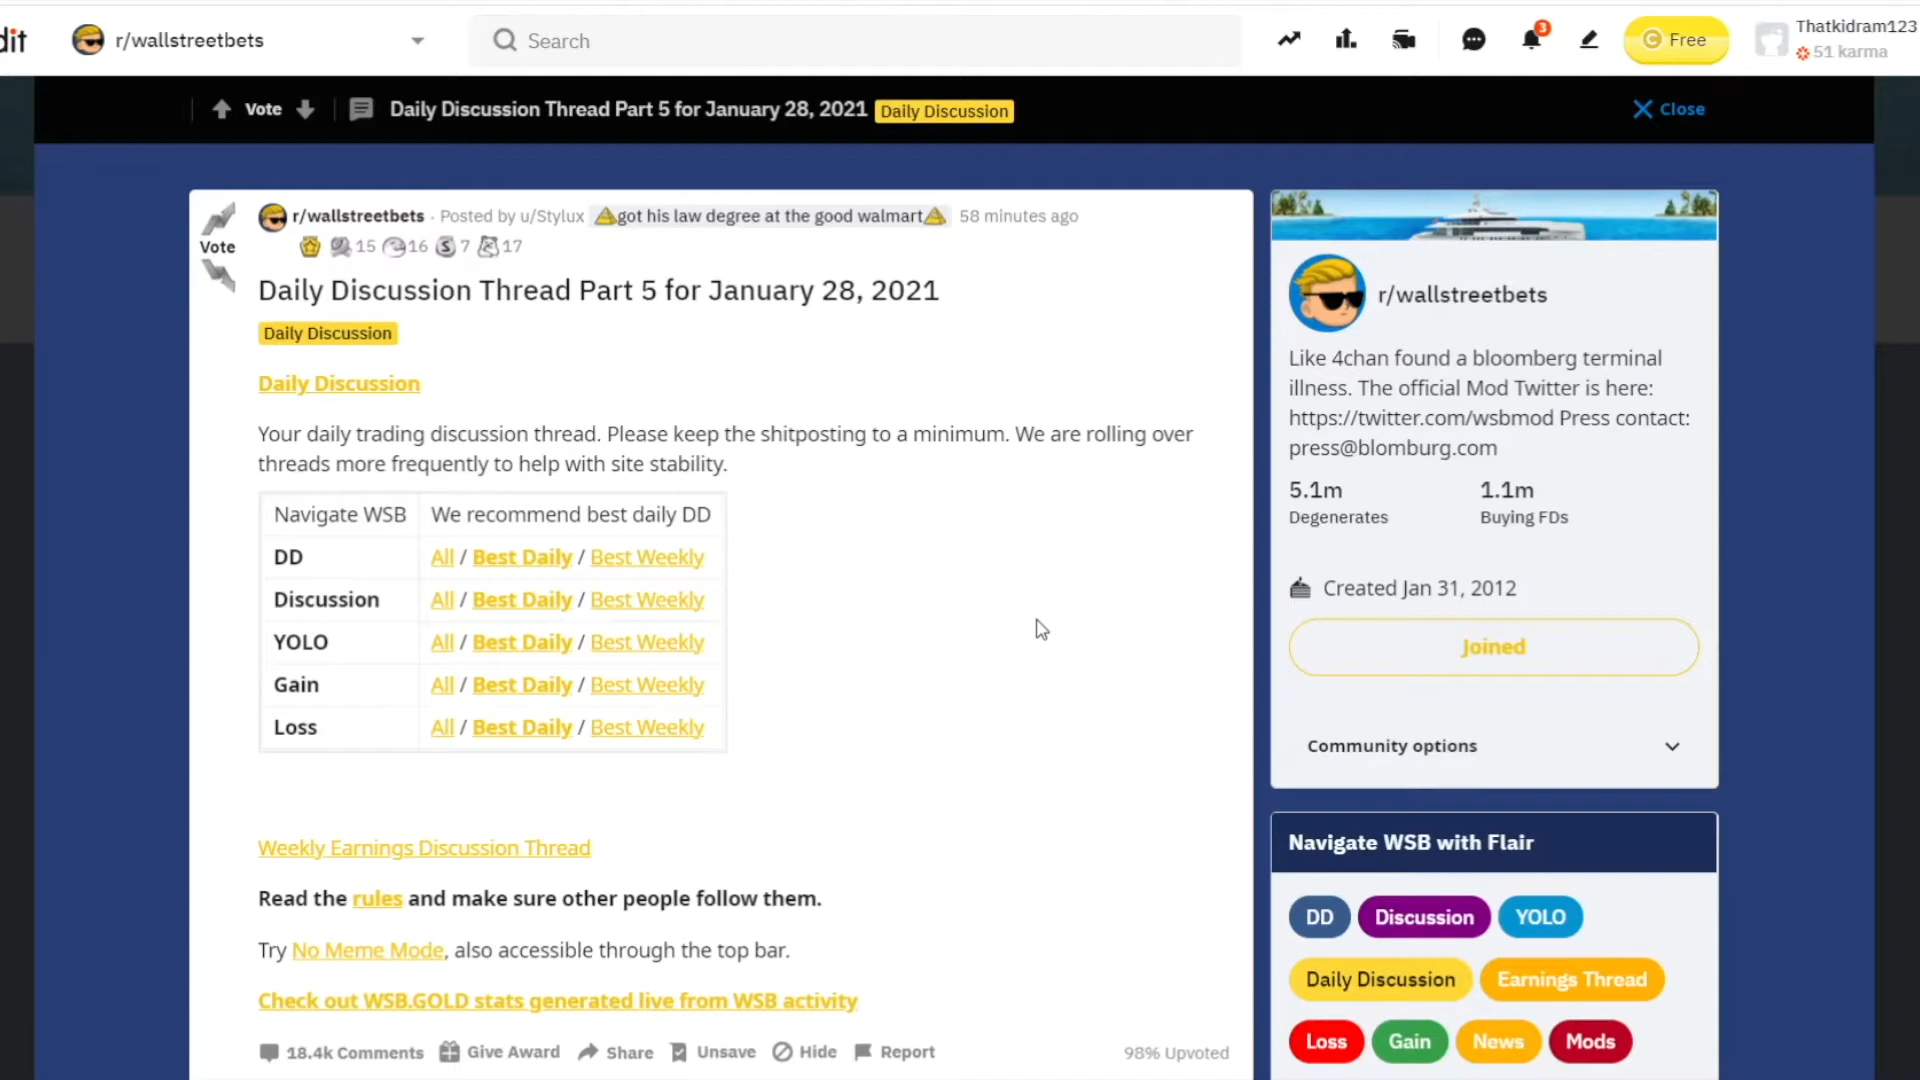 dit r/wallstreetbets Search 3 Free Thatkidram123
51 karma
Vote Daily Discussion Thread Part 5 for January 28, 2021 Daily Discussion Close
r/wallstreetbets · Posted by u/Stylux got his law degree at the good walmart 58 minutes ago
Vote
15 16 7 17
Daily Discussion Thread Part 5 for January 28, 2021
Daily Discussion
Daily Discussion
Your daily trading discussion thread. Please keep the shitposting to a minimum. We are rolling over
threads more frequently to help with site stability.
Navigate WSB We recommend best daily DD
DD All / Best Daily / Best Weekly
Discussion All / Best Daily / Best Weekly
YOLO All / Best Daily / Best Weekly
Gain All / Best Daily / Best Weekly
Loss All / Best Daily / Best Weekly
Weekly Earnings Discussion Thread
Read the rules and make sure other people follow them.
Try No Meme Mode, also accessible through the top bar.
Check out WSB.GOLD stats generated live from WSB activity
18.4k Comments Give Award Share Unsave Hide Report 98% Upvoted
r/wallstreetbets
Like 4chan found a bloomberg terminal
illness. The official Mod Twitter is here:
https://twitter.com/wsbmod Press contact:
press@blomburg.com
5.1m 1.1m
Degenerates Buying FDs
Created Jan 31, 2012
Joined
Community options
Navigate WSB with Flair
DD Discussion YOLO
Daily Discussion Earnings Thread
Loss Gain News Mods